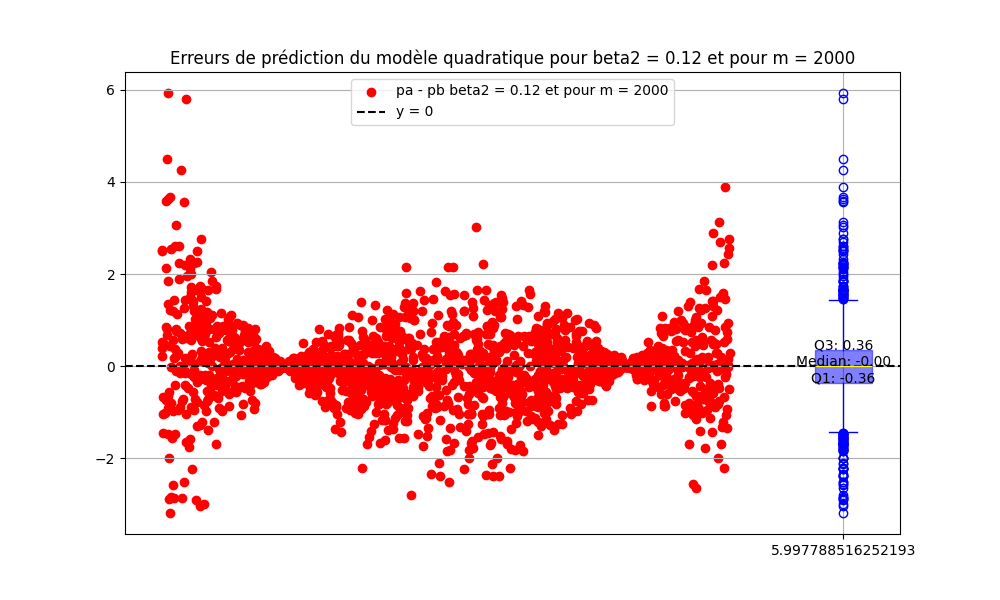 Erreurs de prédiction du modèle quadratique pour beta2 = 0.12 et pour m = 2000
pa - pb beta2 = 0.12 et pour m = 2000
y = 0
6
4
2
0
−2
Q3: 0.36
Median: -0.00
Q1: -0.36
5.997788516252193